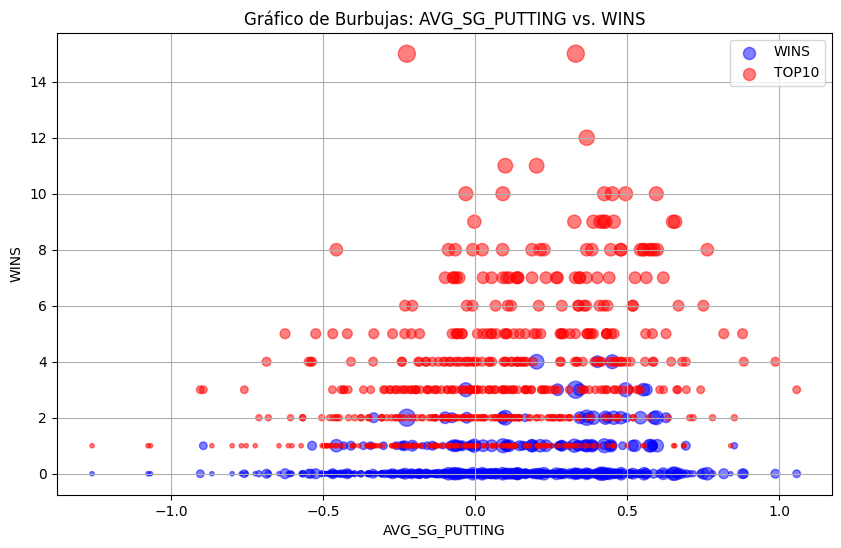 Gráfico de Burbujas: AVG_SG_PUTTING vs. WINS
WINS
TOP10
14
12
10
8
6
4
2
0
WINS
−1.0
−0.5
0.0
0.5
1.0
AVG_SG_PUTTING